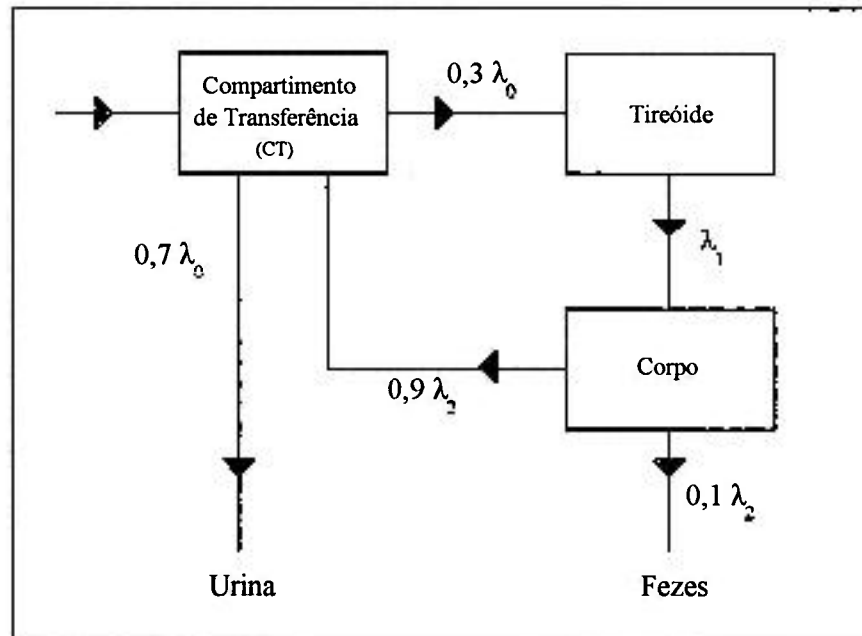 Compartimento
de Transferência
(CT)
0,3 λ₀
Tireóide
0,7 λ₀
λ₁
Corpo
0,9 λ₂
0,1 λ₂
Urina
Fezes